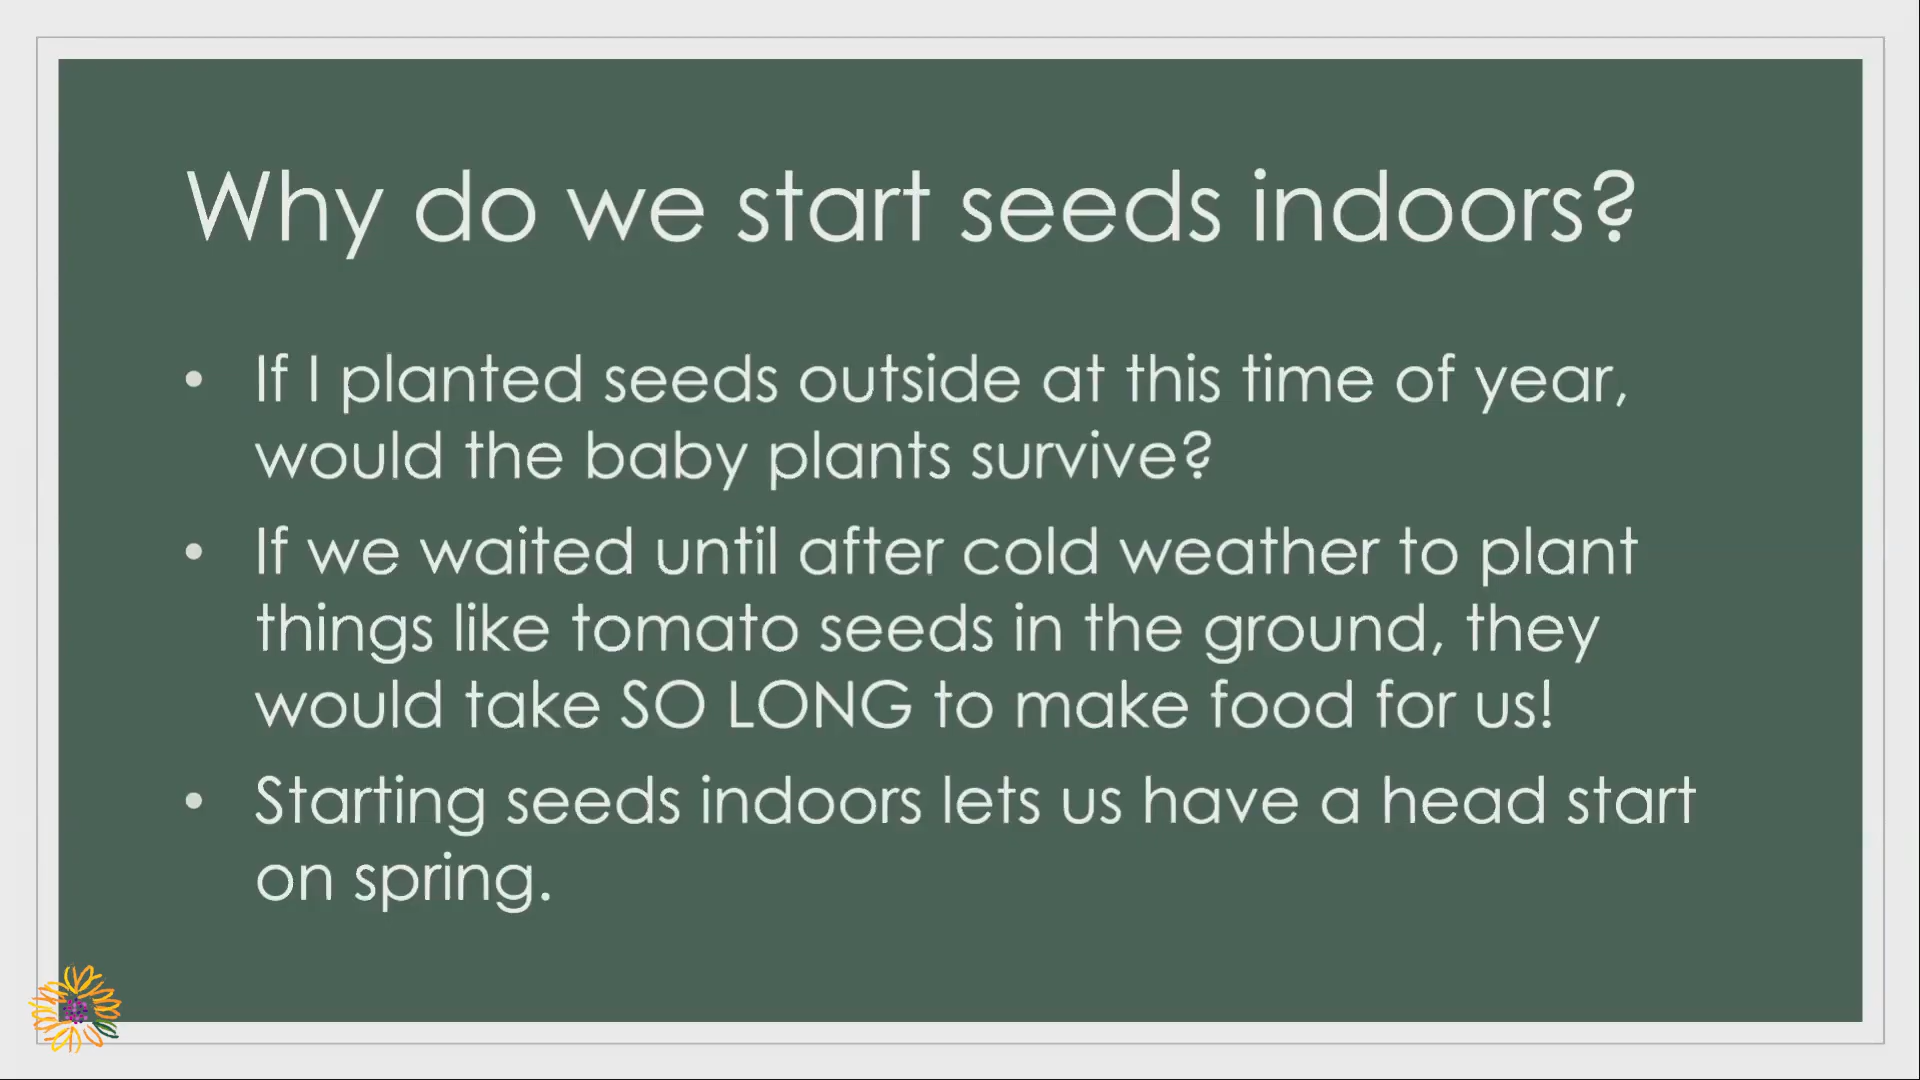 Why do we start seeds indoors?
• If I planted seeds outside at this time of year,
would the baby plants survive?
• If we waited until after cold weather to plant
things like tomato seeds in the ground, they
would take SO LONG to make food for us!
• Starting seeds indoors lets us have a head start
on spring.